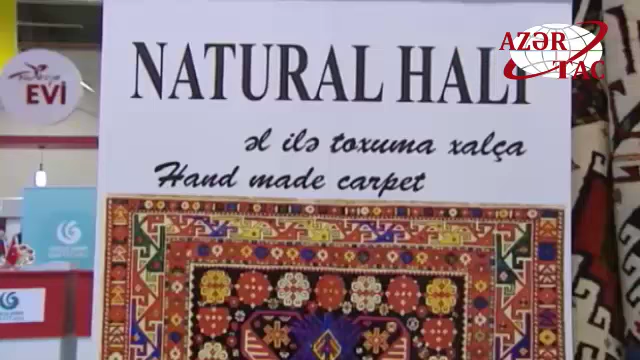 NATURAL HALI
əl ilə toxuma xalça
Hand made carpet
AZƏR
TAC
EVİ